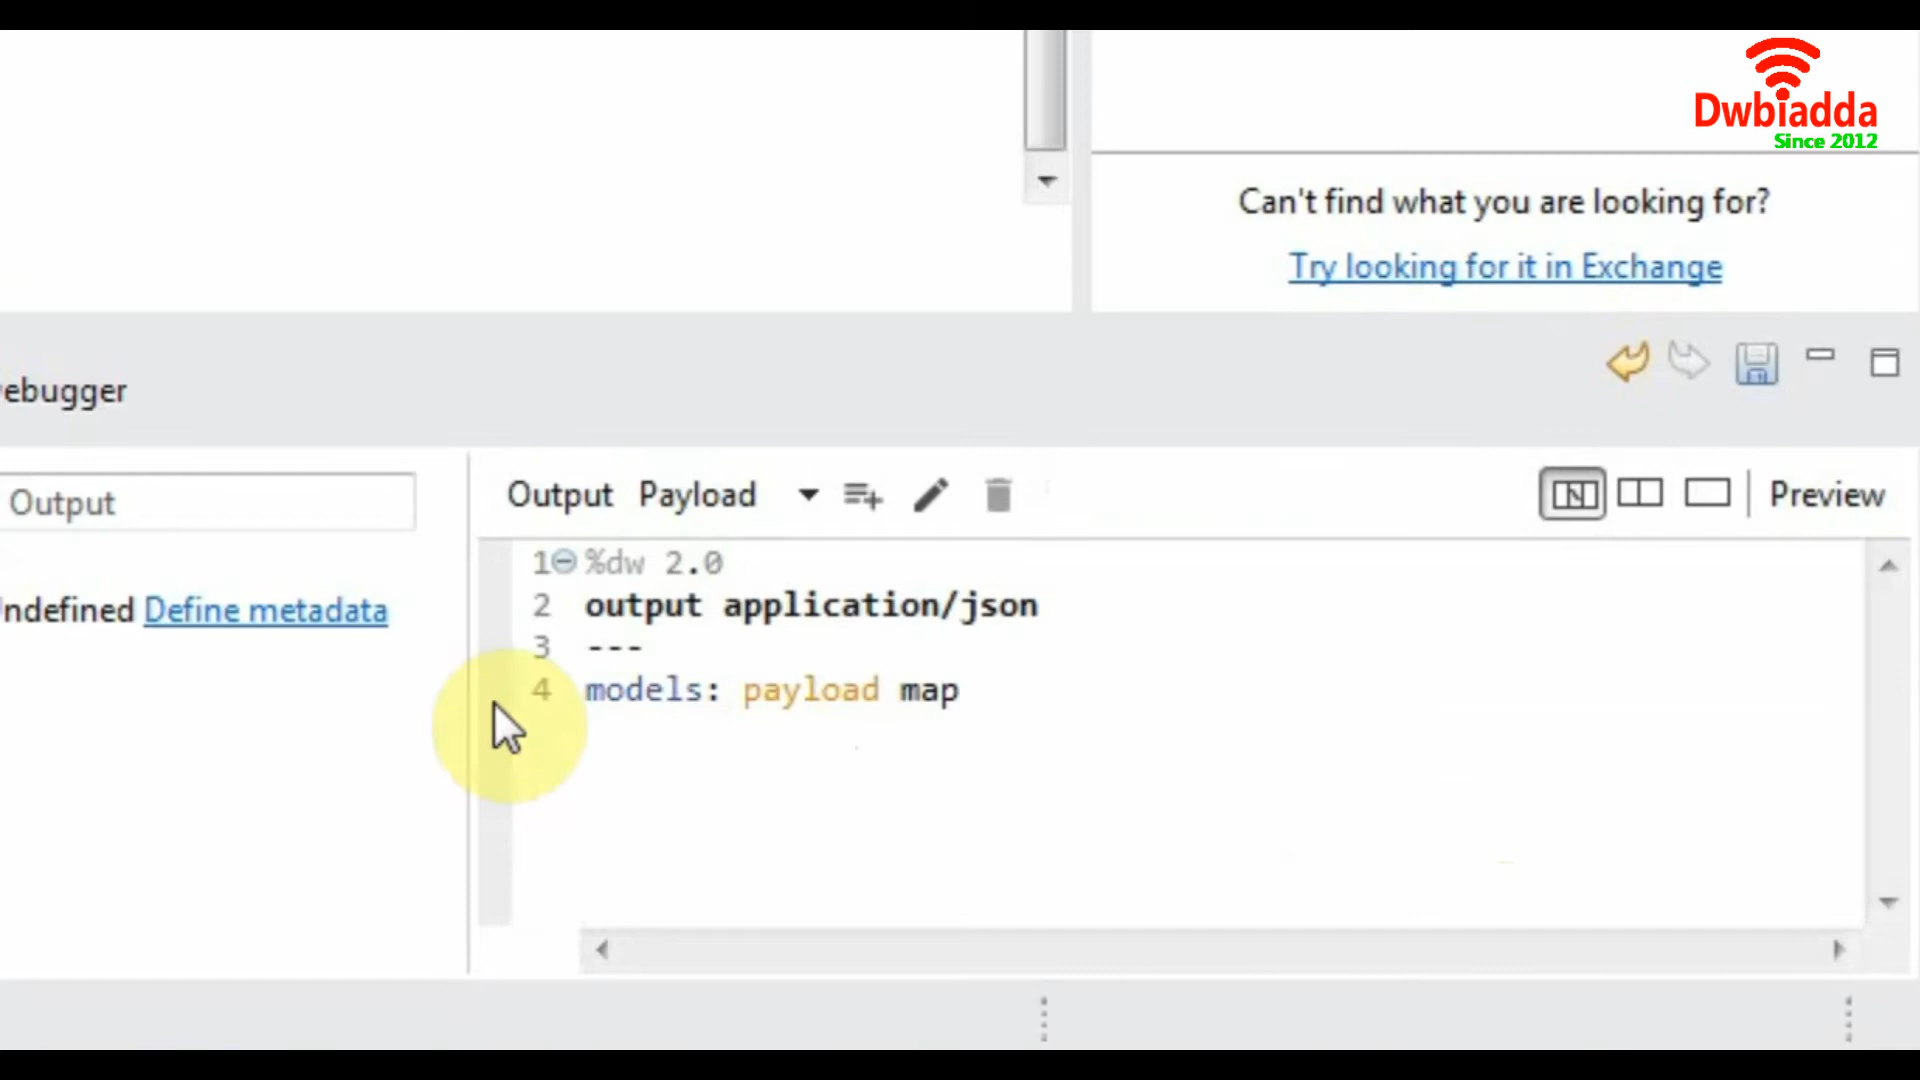 Dwbiadda
Since 2012
Can't find what you are looking for?
Try looking for it in Exchange
ebugger
Output
Output Payload
Preview
ndefined Define metadata
1 %dw 2.0
2 output application/json
3 ---
4 models: payload map